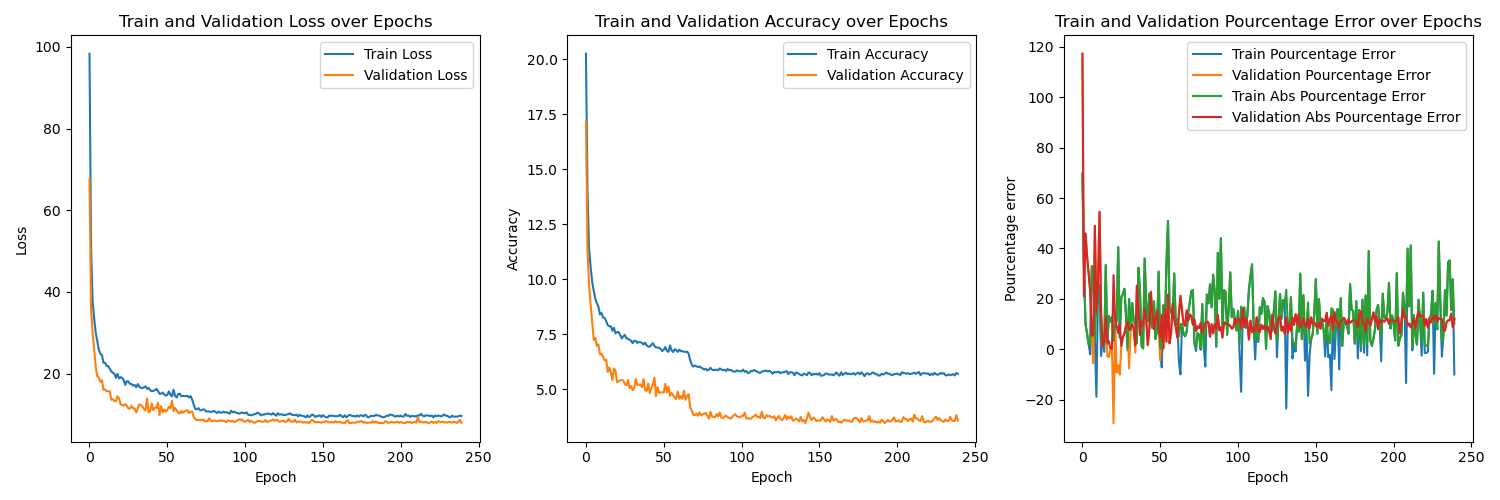 Train and Validation Loss over Epochs
100
80
60
40
20
0
50
100
150
200
250
Loss
Epoch
Train Loss
Validation Loss
Train and Validation Accuracy over Epochs
20.0
17.5
15.0
12.5
10.0
7.5
5.0
0
50
100
150
200
250
Accuracy
Epoch
Train Accuracy
Validation Accuracy
Train and Validation Pourcentage Error over Epochs
120
100
80
60
40
20
0
−20
0
50
100
150
200
250
Pourcentage error
Epoch
Train Pourcentage Error
Validation Pourcentage Error
Train Abs Pourcentage Error
Validation Abs Pourcentage Error